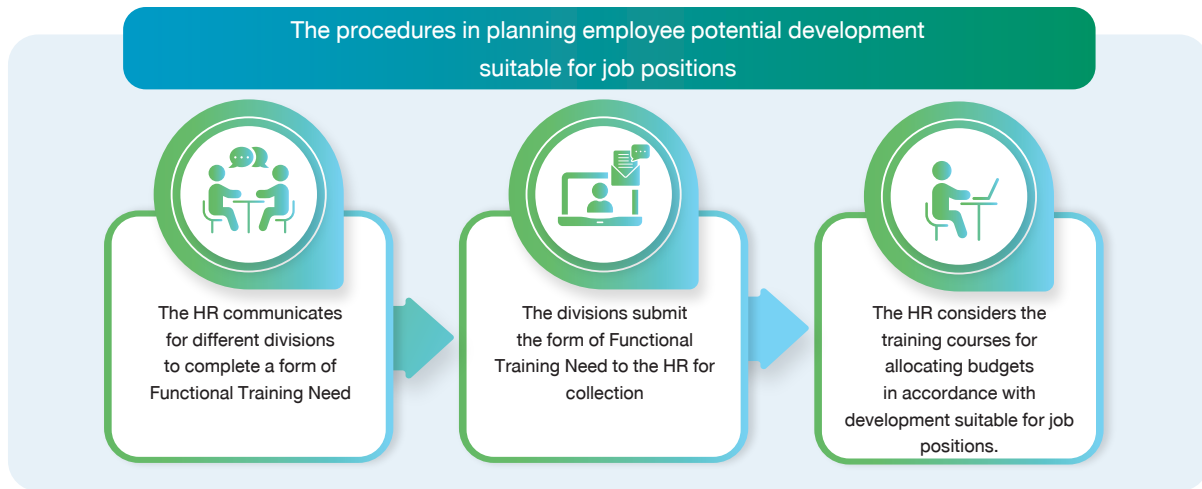 The procedures in planning employee potential development
suitable for job positions
The HR communicates
for different divisions
to complete a form of
Functional Training Need
The divisions submit
the form of Functional
Training Need to the HR for
collection
The HR considers the
training courses for
allocating budgets
in accordance with
development suitable for job
positions.